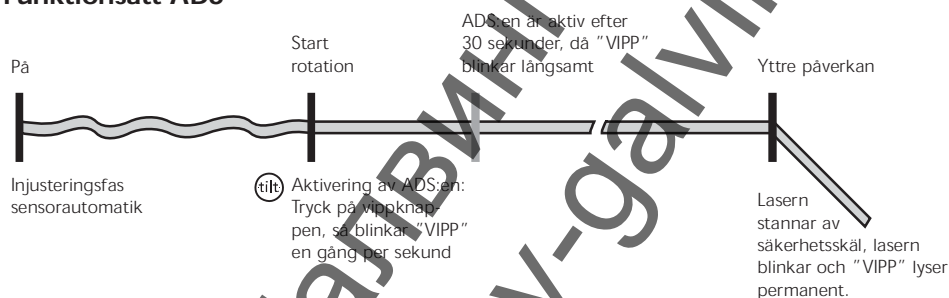 Funktionssätt ADS
ADS:en är aktiv efter
30 sekunder, då ”VIPP”
blinkar långsamt
Start
rotation
På
Yttre påverkan
Injusteringsfas
sensorautomatik
tilt
Aktivering av ADS:en:
Tryck på vippknap-
pen, så blinkar ”VIPP”
en gång per sekund
Lasern
stannar av
säkerhetsskäl, lasern
blinkar och ”VIPP” lyser
permanent.